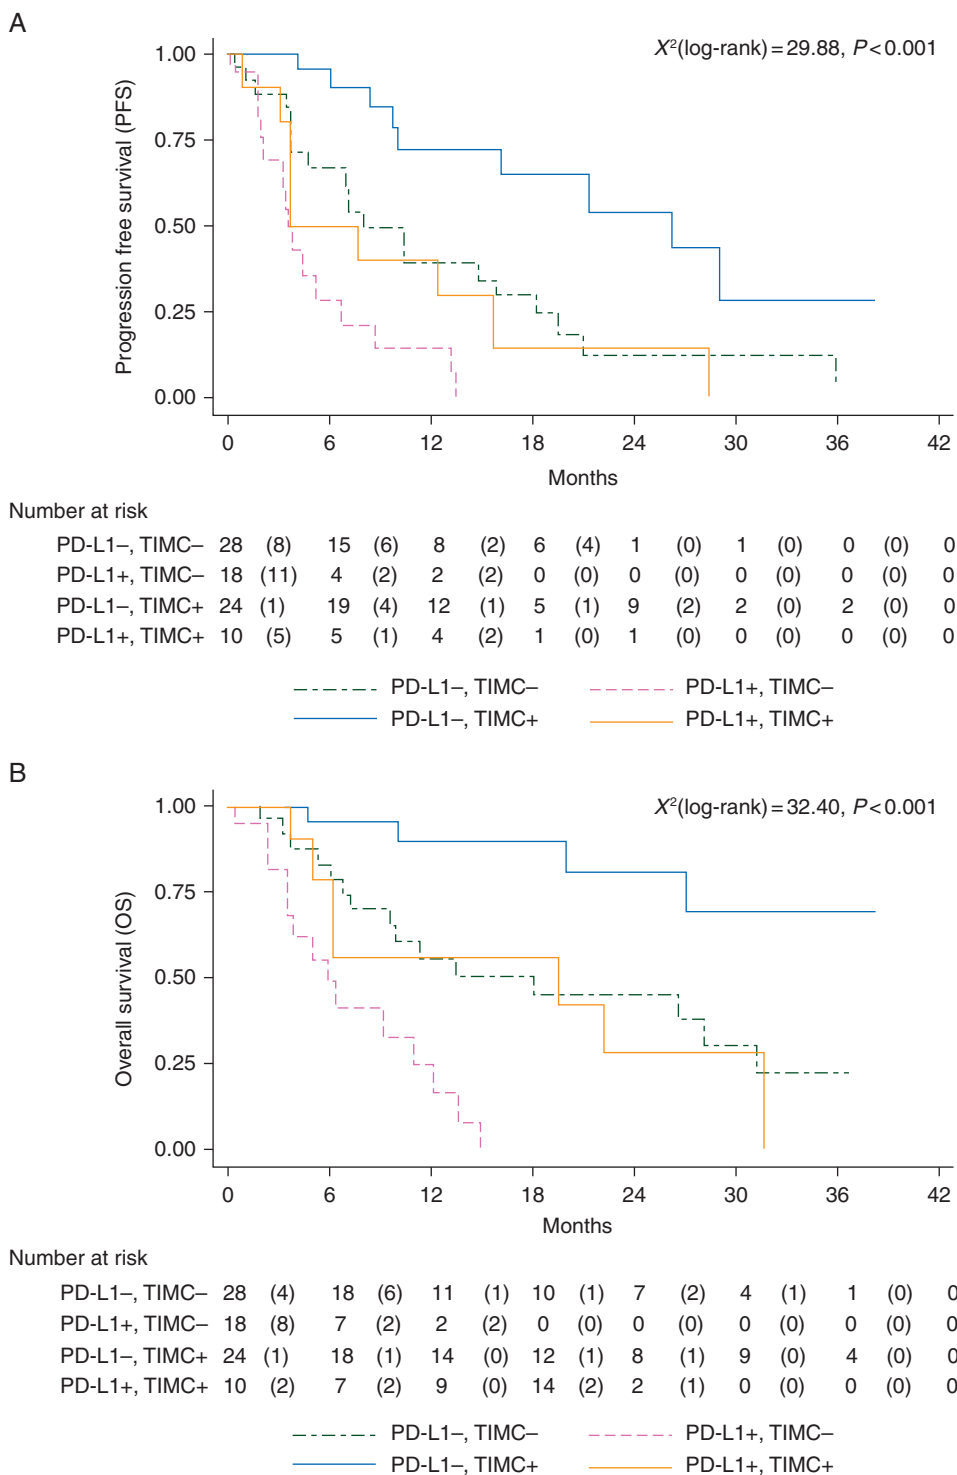 A
X²(log-rank) = 29.88, P < 0.001
Progression free survival (PFS)
1.00
0.75
0.50
0.25
0.00
0 6 12 18 24 30 36 42
Months
Number at risk
PD-L1–, TIMC– 28 (8) 15 (6) 8 (2) 6 (4) 1 (0) 1 (0) 0 (0) 0
PD-L1+, TIMC– 18 (11) 4 (2) 2 (2) 0 (0) 0 (0) 0 (0) 0 (0) 0
PD-L1–, TIMC+ 24 (1) 19 (4) 12 (1) 5 (1) 9 (2) 2 (0) 2 (0) 0
PD-L1+, TIMC+ 10 (5) 5 (1) 4 (2) 1 (0) 1 (0) 0 (0) 0 (0) 0
PD-L1–, TIMC– PD-L1+, TIMC–
PD-L1–, TIMC+ PD-L1+, TIMC+
B
X²(log-rank) = 32.40, P < 0.001
Overall survival (OS)
1.00
0.75
0.50
0.25
0.00
0 6 12 18 24 30 36 42
Months
Number at risk
PD-L1–, TIMC– 28 (4) 18 (6) 11 (1) 10 (1) 7 (2) 4 (1) 1 (0) 0
PD-L1+, TIMC– 18 (8) 7 (2) 2 (2) 0 (0) 0 (0) 0 (0) 0 (0) 0
PD-L1–, TIMC+ 24 (1) 18 (1) 14 (0) 12 (1) 8 (1) 9 (0) 4 (0) 0
PD-L1+, TIMC+ 10 (2) 7 (2) 9 (0) 14 (2) 2 (1) 0 (0) 0 (0) 0
PD-L1–, TIMC– PD-L1+, TIMC–
PD-L1–, TIMC+ PD-L1+, TIMC+